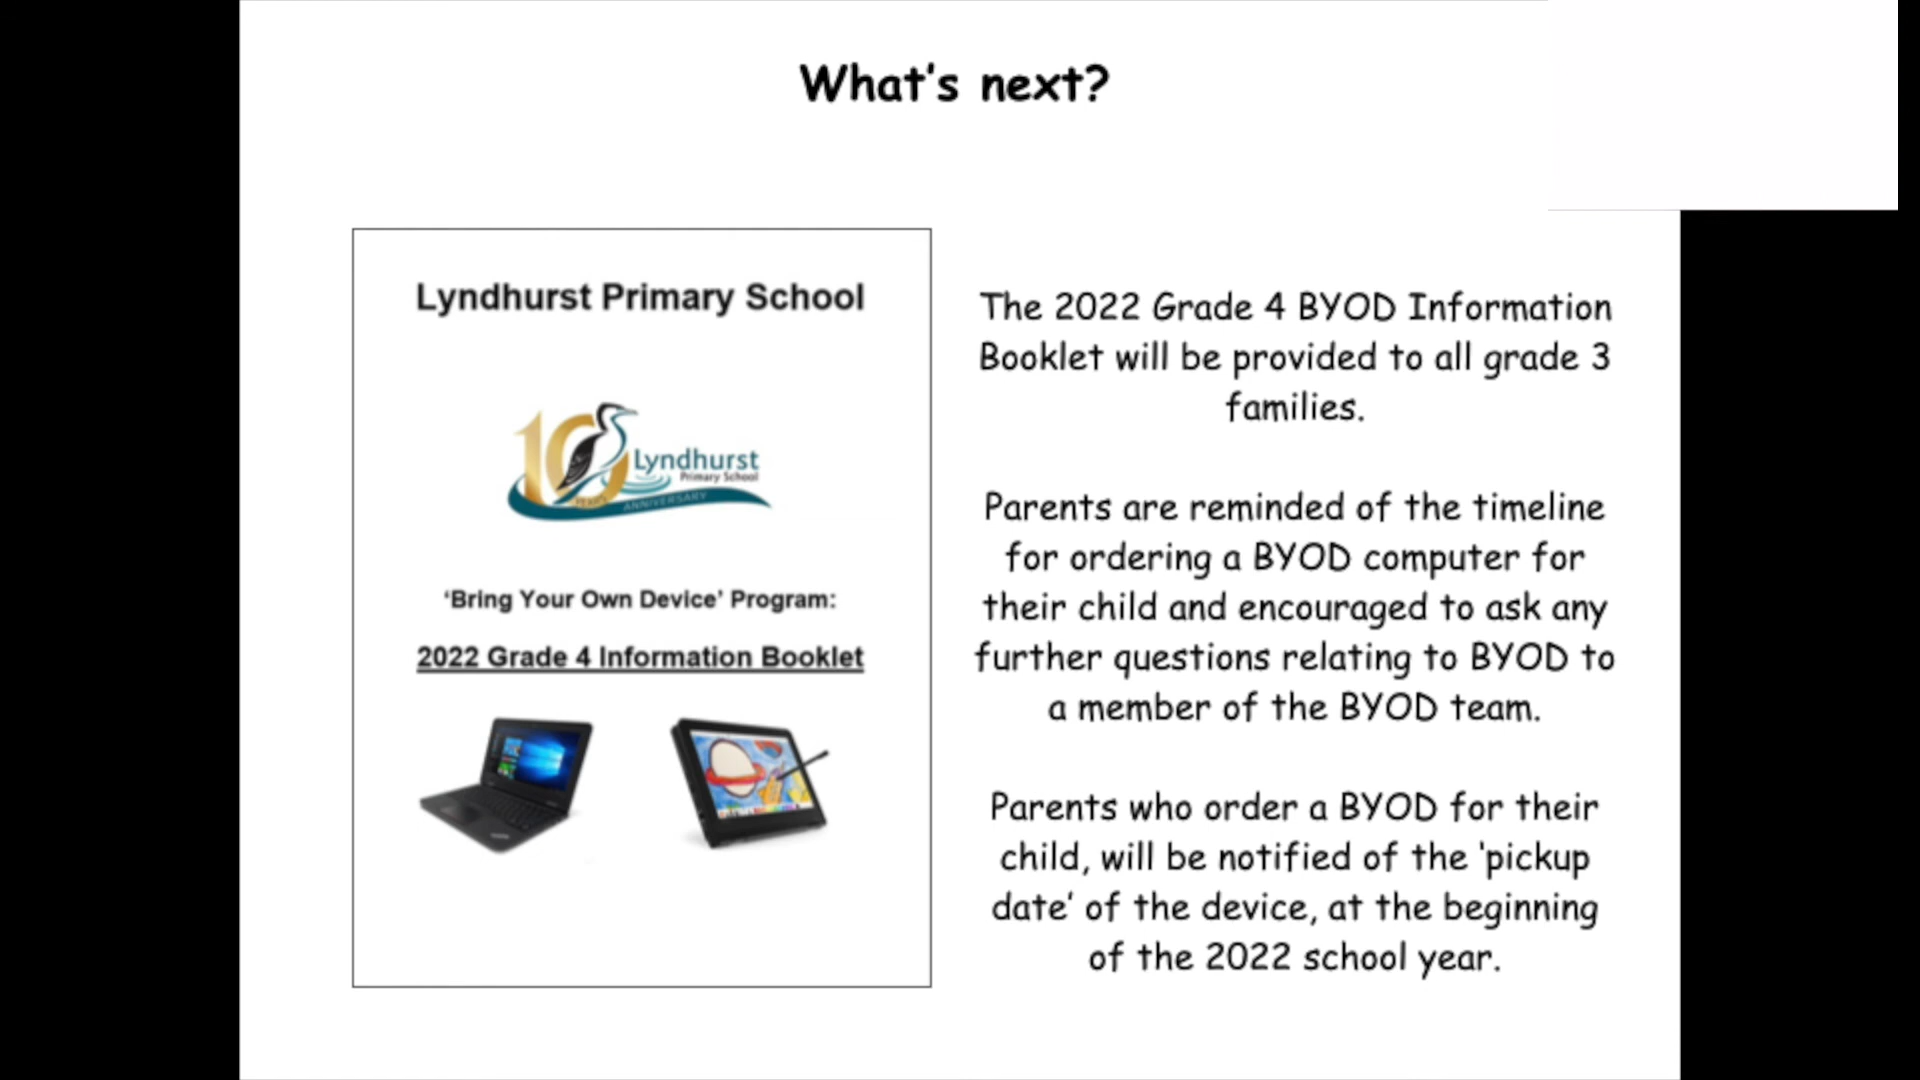 What's next?
Lyndhurst Primary School
10
Lyndhurst
Primary School
YEARS
ANNIVERSARY
‘Bring Your Own Device’ Program:
2022 Grade 4 Information Booklet
The 2022 Grade 4 BYOD Information
Booklet will be provided to all grade 3
families.
Parents are reminded of the timeline
for ordering a BYOD computer for
their child and encouraged to ask any
further questions relating to BYOD to
a member of the BYOD team.
Parents who order a BYOD for their
child, will be notified of the 'pickup
date’ of the device, at the beginning
of the 2022 school year.